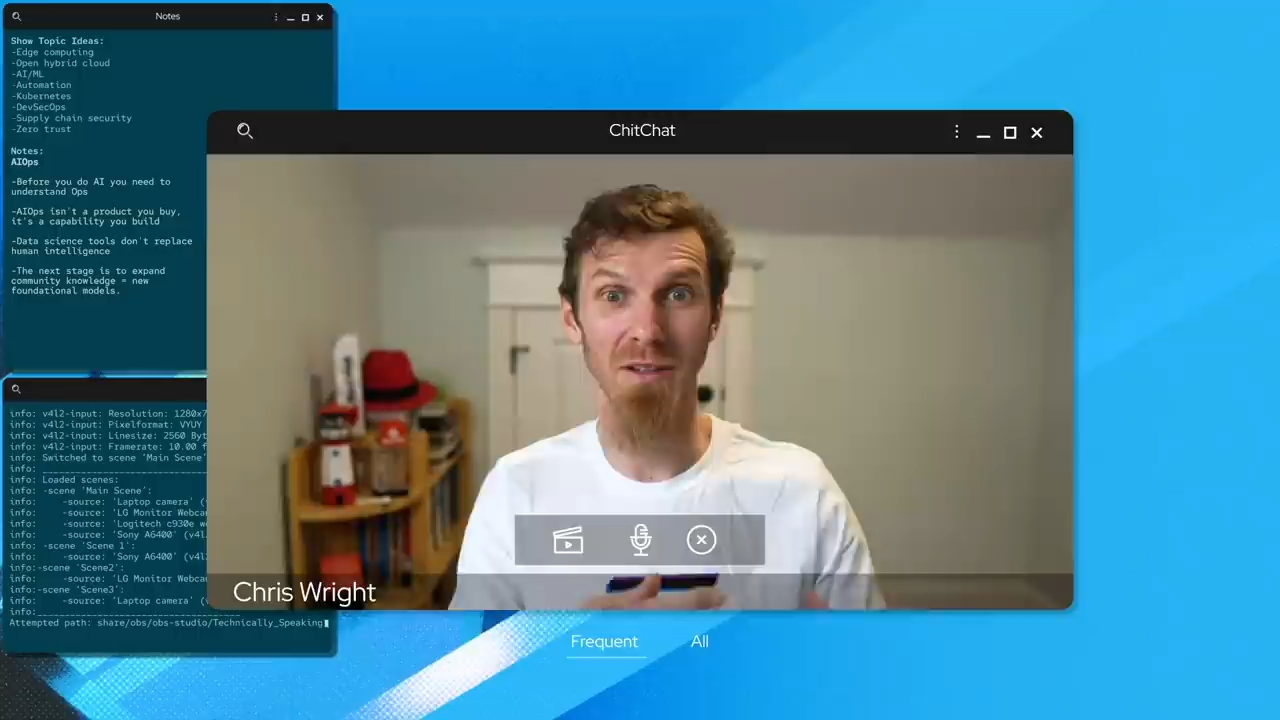 Notes
Show Topic Ideas:
-Edge computing
-Open hybrid cloud
-AI/ML
-Automation
-Kubernetes
-DevSecOps
-Supply chain security
-Zero trust
Notes:
AIOps
-Before you do AI you need to
understand Ops
-AIOps isn't a product you buy,
it's a capability you build
-Data science tools don't replace
human intelligence
-The next stage is to expand
community knowledge = new
foundational models.
ChitChat
Chris Wright
Frequent
All
info: v4l2-input: Resolution: 1280x7
info: v4l2-input: Pixelformat: VYUY
info: v4l2-input: Linesize: 2560 Byt
info: v4l2-input: Framerate: 10.00 f
info: Switched to scene 'Main Scene'
info:
info: Loaded scenes:
info: -scene 'Main Scene':
info: -source: 'Laptop camera' (v
info: -source: 'LG Monitor Webcam
info: -source: 'Logitech c930e we
info: -source: 'Sony A6400' (v4l2
info: -scene 'Scene 1':
info: -source: 'Sony A6400' (v4l2
info:-scene 'Scene2':
info: -source: 'LG Monitor Webcam
info:-scene 'Scene3':
info: -source: 'Laptop camera' (v
info:
Attempted path: share/obs/obs-studio/Technically_Speaking